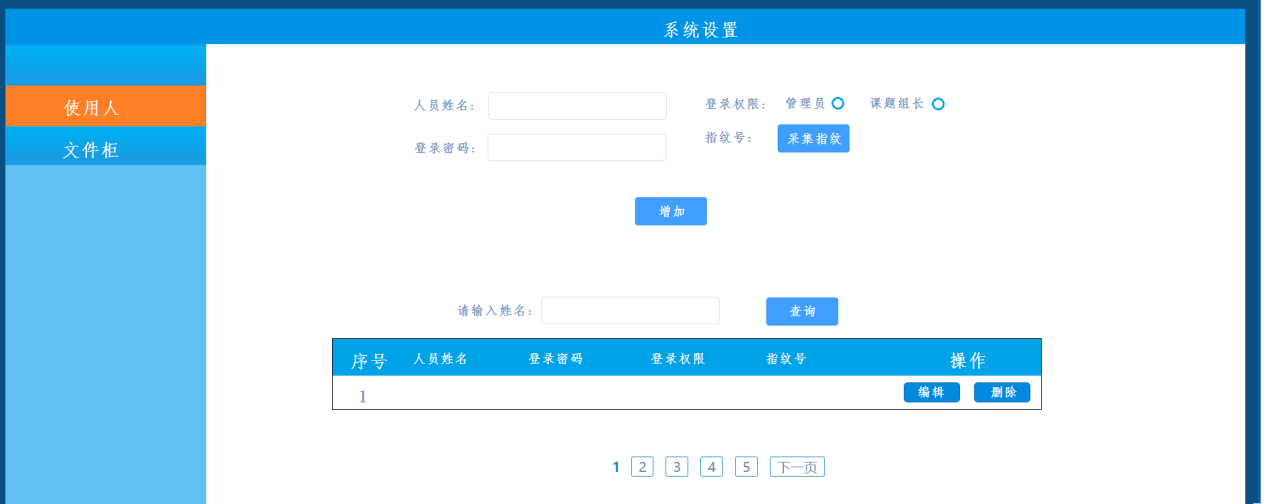 系统设置
使用人
文件柜
人员姓名： 登录权限： 管理员 课题组长
登录密码： 指纹号： 采集指纹
增加
请输入姓名： 查询
序号 人员姓名 登录密码 登录权限 指纹号 操作
1 编辑 删除
1 2 3 4 5 下一页